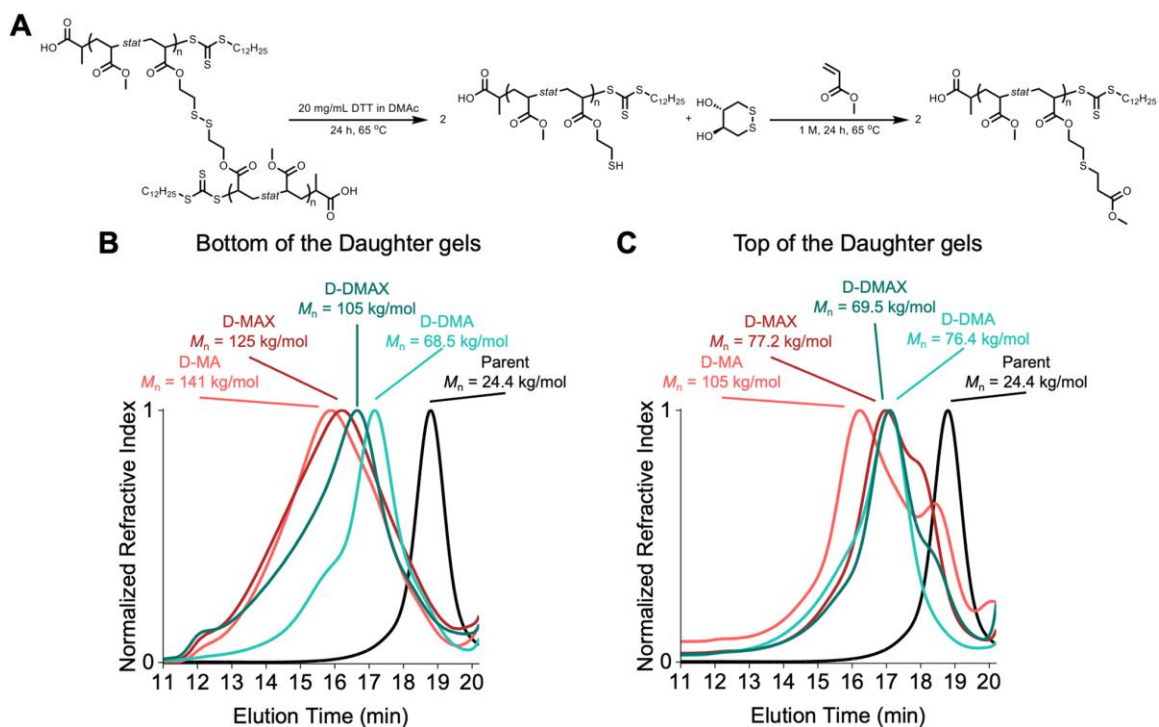 A
HO
O
stat
n
S
S
S
C12H25
O
O
O
O
S
S
O
O
O
O
C12H25
S
S
S
stat
n
OH
O
20 mg/mL DTT in DMAc
24 h, 65 °C
2
HO
O
stat
n
S
S
S
C12H25
O
O
O
O
SH
+
HO
HO
S
S
O
O
1 M, 24 h, 65 °C
2
HO
O
stat
n
S
S
S
C12H25
O
O
O
O
S
O
O
B
Bottom of the Daughter gels
D-DMAX
Mn = 105 kg/mol
D-MAX
Mn = 125 kg/mol
D-DMA
Mn = 68.5 kg/mol
D-MA
Mn = 141 kg/mol
Parent
Mn = 24.4 kg/mol
Normalized Refractive Index
1
0
11 12 13 14 15 16 17 18 19 20
Elution Time (min)
C
Top of the Daughter gels
D-DMAX
Mn = 69.5 kg/mol
D-MAX
Mn = 77.2 kg/mol
D-DMA
Mn = 76.4 kg/mol
D-MA
Mn = 105 kg/mol
Parent
Mn = 24.4 kg/mol
Normalized Refractive Index
1
0
11 12 13 14 15 16 17 18 19 20
Elution Time (min)